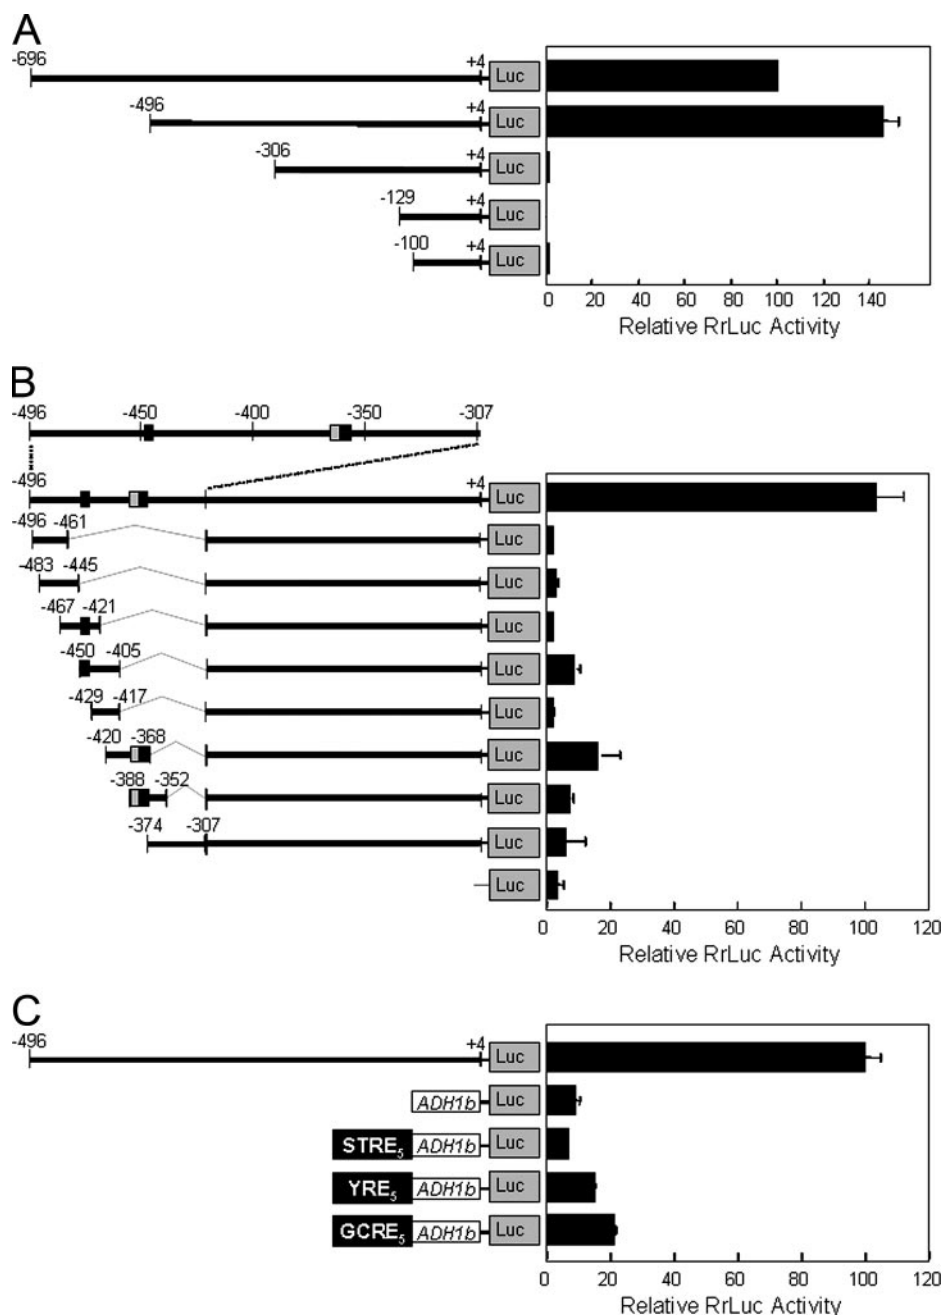 A
-696 +4
Luc
-496 +4
Luc
-306 +4
Luc
-129 +4
Luc
-100 +4
Luc
0 20 40 60 80 100 120 140
Relative RrLuc Activity
B
-496 -450 -400 -350 -307
-496 +4
Luc
-496 -461
Luc
-483 -445
Luc
-467 -421
Luc
-450 -405
Luc
-429 -417
Luc
-420 -368
Luc
-388 -352
Luc
-374 -307
Luc
Luc
0 20 40 60 80 100 120
Relative RrLuc Activity
C
-496 +4
Luc
ADH1b Luc
STRE5 ADH1b Luc
YRE5 ADH1b Luc
GCRE5 ADH1b Luc
0 20 40 60 80 100 120
Relative RrLuc Activity